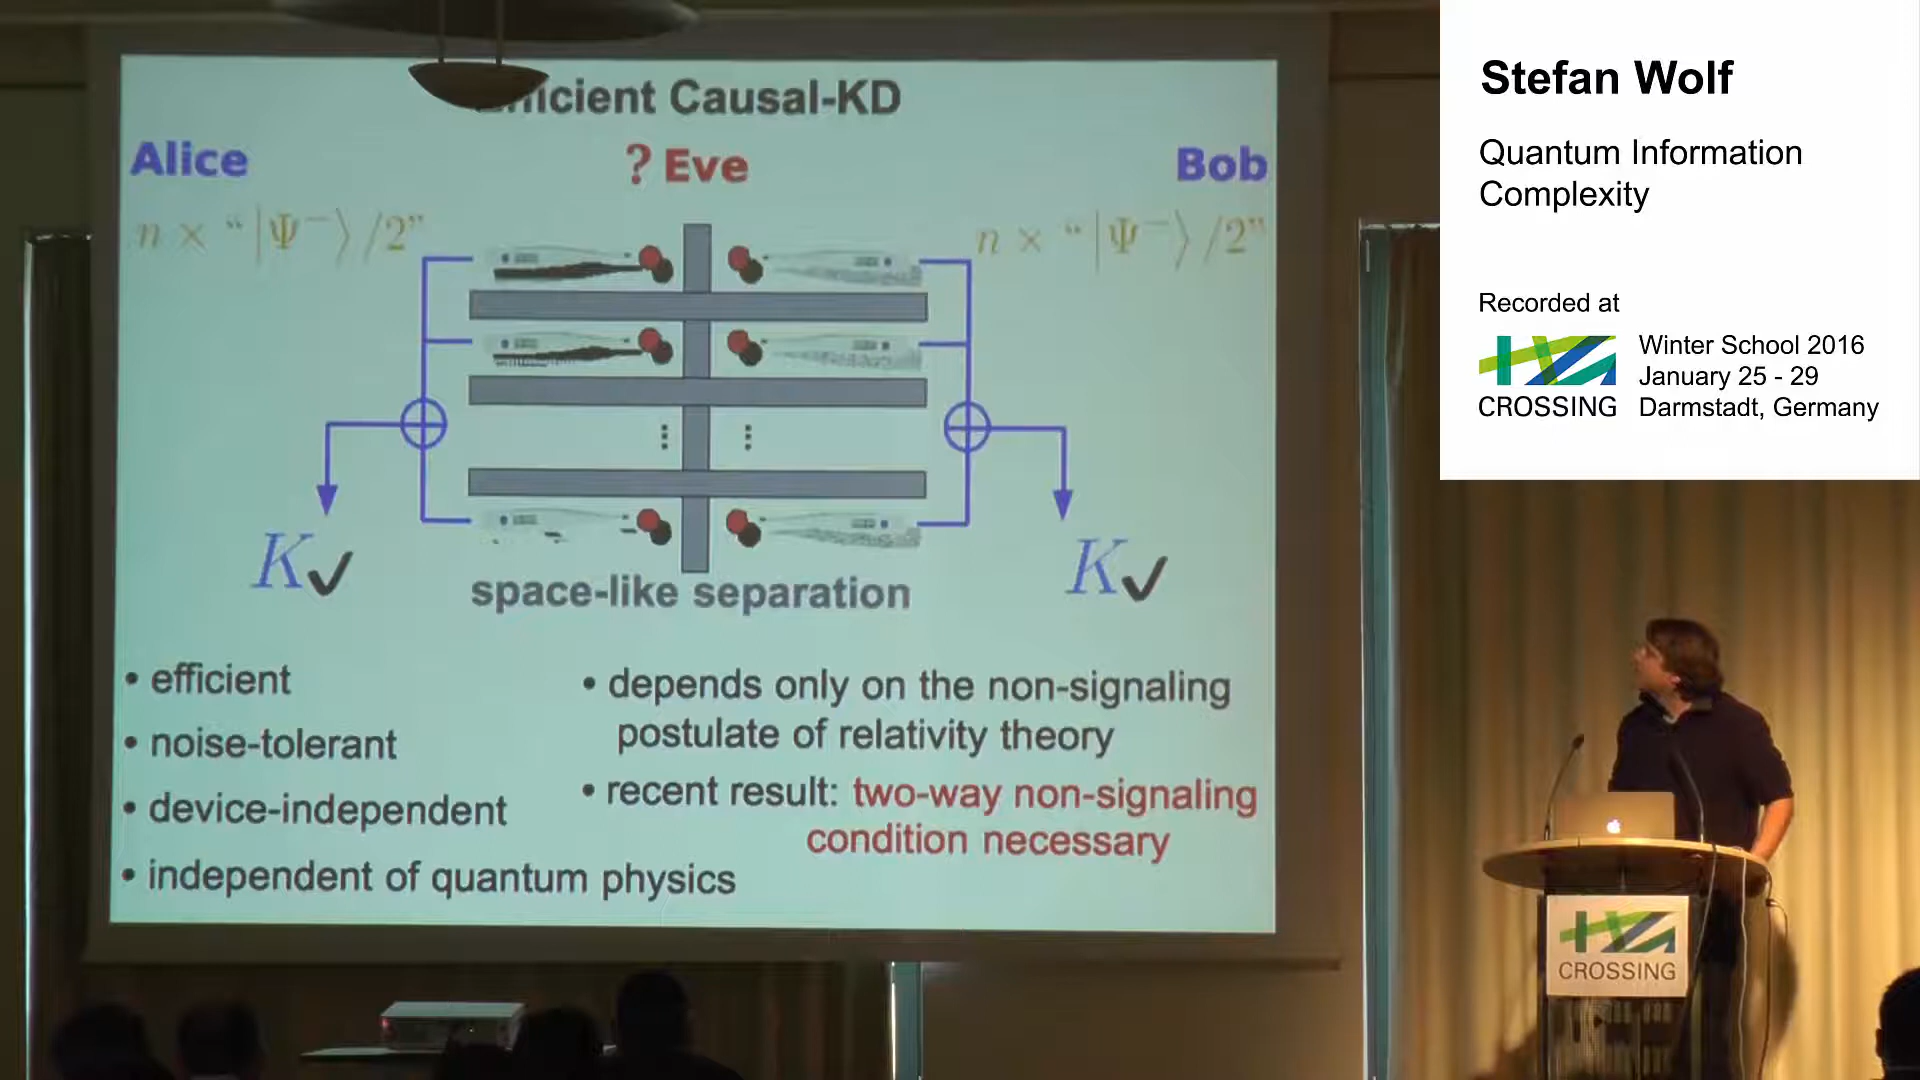 Causal-KD
Alice
? Eve
Bob
n × “|Ψ⁻⟩/2”
n × “|Ψ⁻⟩/2”
K✓
K✓
space-like separation
• efficient
• noise-tolerant
• device-independent
• independent of quantum physics
• depends only on the non-signaling
postulate of relativity theory
• recent result: two-way non-signaling
condition necessary
Stefan Wolf
Quantum Information
Complexity
Recorded at
CROSSING
Winter School 2016
January 25 - 29
Darmstadt, Germany
CROSSING